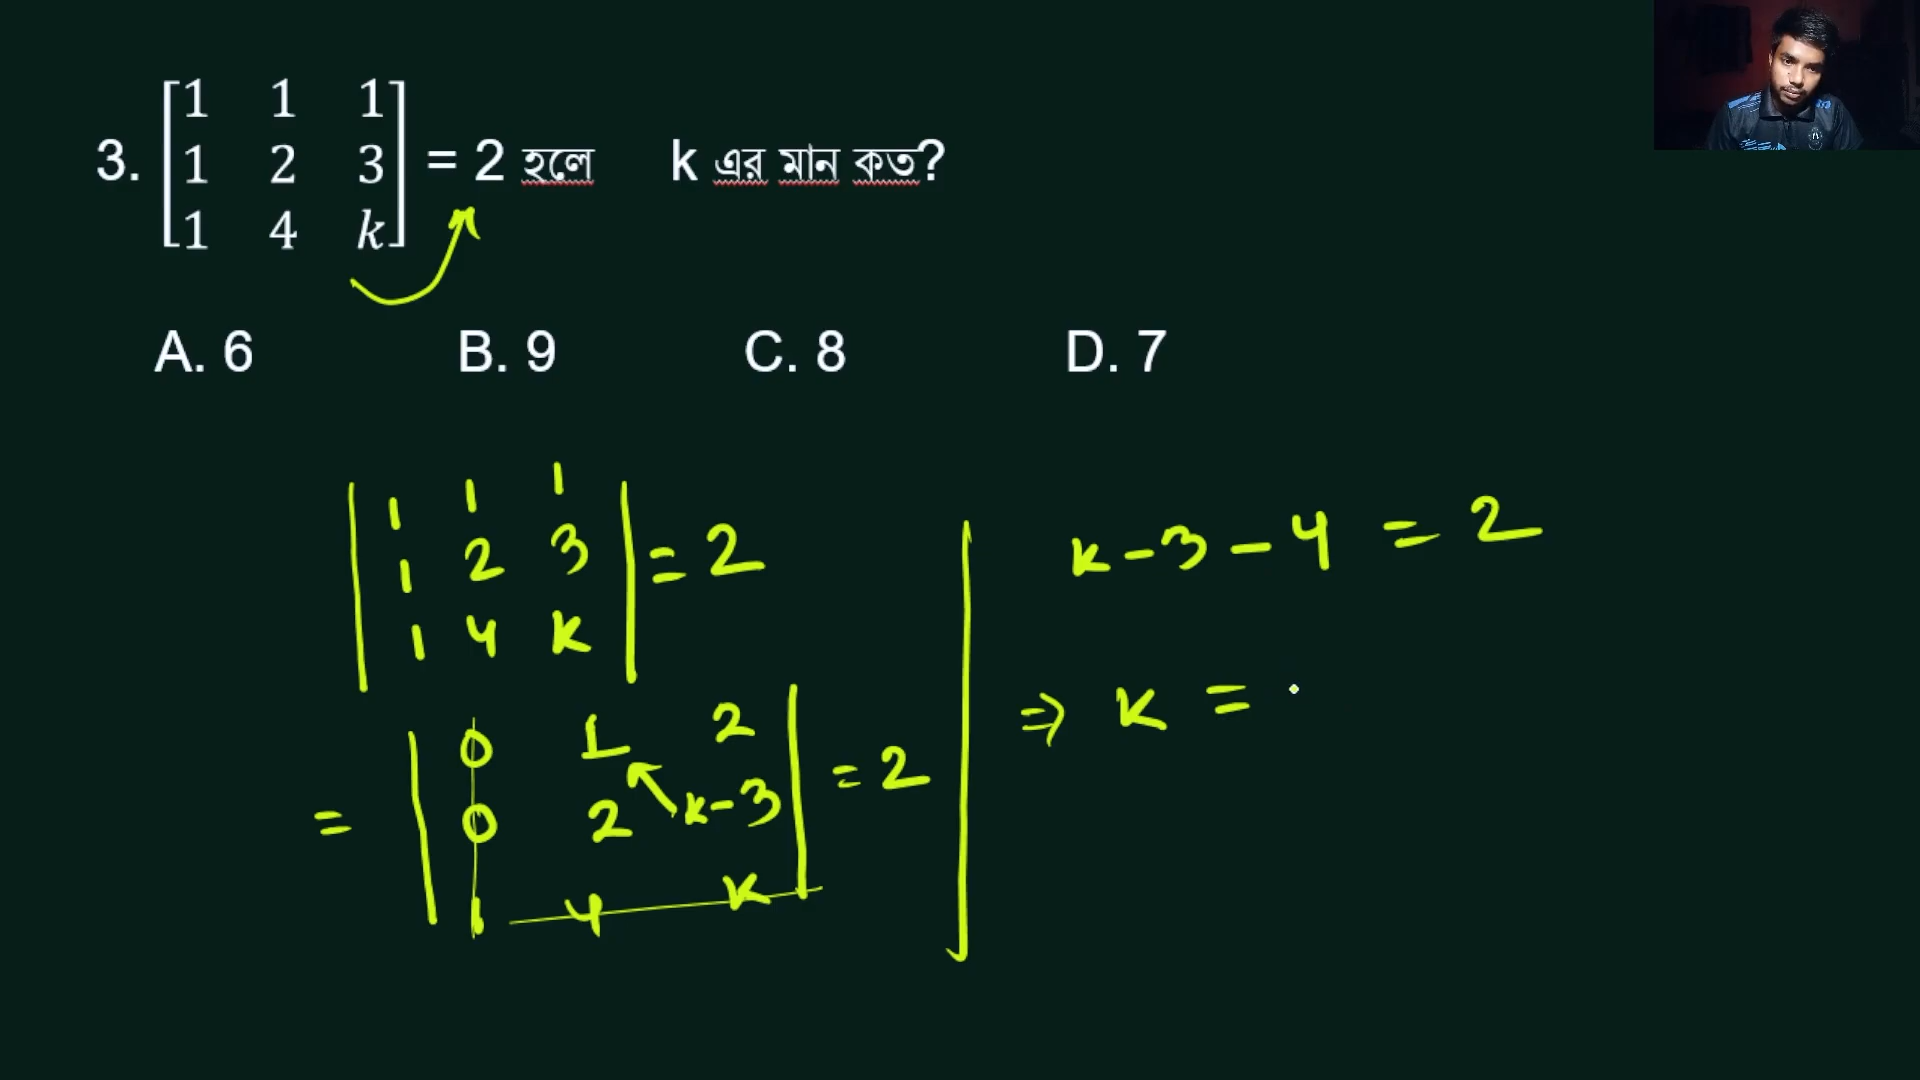 3. [1 1 1
1 2 3
1 4 k] = 2 হলে k এর মান কত?
A. 6 B. 9 C. 8 D. 7
| 1 1 1
1 2 3
1 4 k | = 2
= | 0 1 2
0 2 k-3
1 4 k | = 2
k-3-4 = 2
⇒ k =